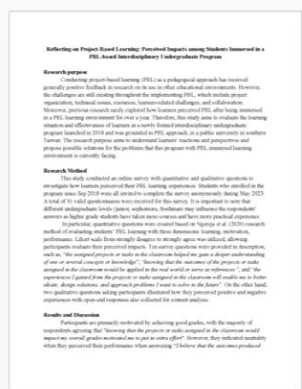 Reflecting on Project-Based Learning: Perceived Impacts among Students Immersed in a
PBL-based Interdisciplinary Undergraduate Program
Research purpose
Conducting project-based learning (PBL) as a pedagogical approach has received
generally positive feedback in research on its use in other educational environments. However,
the challenges are still existing throughout the implementing PBL, which include project
organization, technical issues, resources, learner-related challenges, and collaboration.
Moreover, previous research rarely explored how learners perceived PBL after being immersed
in a PBL learning environment for over a year. Therefore, this study aims to evaluate the learning
situation and effectiveness of learners in a newly formed interdisciplinary undergraduate
program launched in 2018 and was grounded in PBL approach, in a public university in southern
Taiwan. The research purpose aims to understand learners' reactions and perspectives and
propose possible solutions for the problems that this program with PBL immersed learning
environment is currently facing.
Research Method
This study conducted an online survey with quantitative and qualitative questions to
investigate how learners perceived their PBL learning experiences. Students who enrolled in the
program since Sep 2018 were all invited to complete the survey anonymously during May 2023.
A total of 50 valid questionnaires were received for this survey. It is important to note that
different undergraduate levels (senior, sophomore, freshman) may influence the respondents'
answers as higher grade students have taken more courses and have more practical experience.
In particular, quantitative questions were created based on al. (2020) research
method of evaluating students' PBL learning with three dimensions: learning, motivation,
performance. Likert scale from strongly disagree to strongly agree was utilized, allowing
participants evaluate their perceived impacts. Ten survey questions were provided in description,
such as, "the assigned projects or tasks in the classroom helped me gain a deeper understanding
of one or several concepts or knowledge", "knowing that the outcomes of the projects or tasks
assigned in the classroom would be applied in the real world or serve as references", and "the
experiences I gained from the projects or tasks assigned in the classroom will enable me to better
ideate, design solutions, and approach problems I want to solve in the future". On the other hand,
two qualitative questions asking participants illustrated how they perceived positive and negative
experiences with open-end responses also collected for content analysis.
Results and Discussion
Participants are primarily motivated by achieving good grades, with the majority of
respondents agreeing that "knowing that the projects or tasks assigned in the classroom would
impact my overall grades motivated me to put in extra effort". However, they indicated neutrality
when they perceived their performance when answering "I believe that the outcomes produced